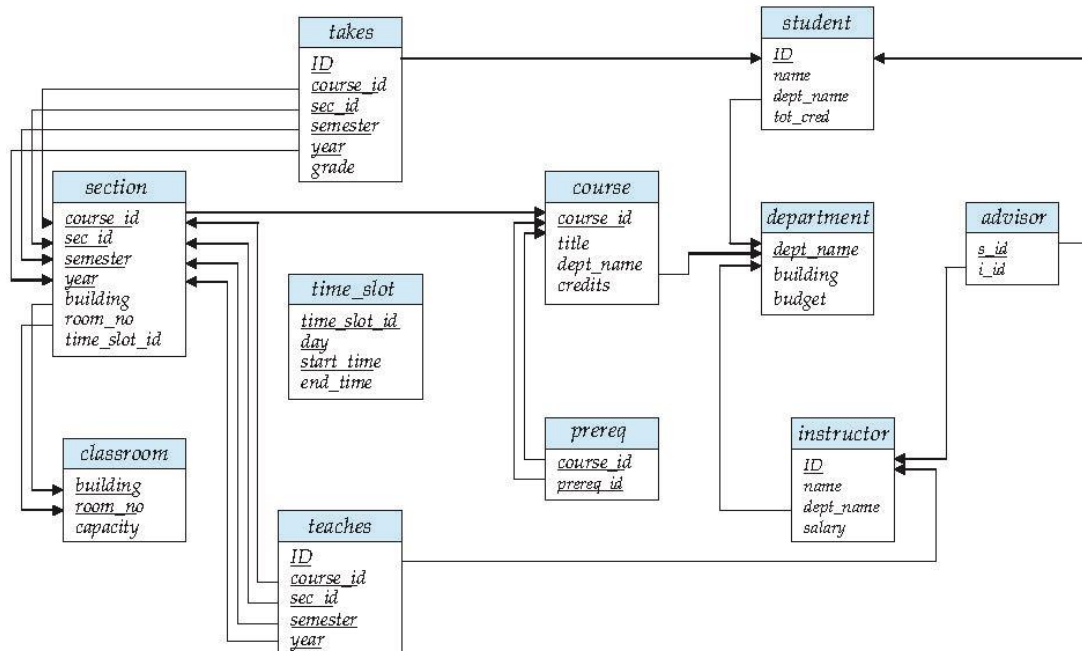 takes
ID
course_id
sec_id
semester
year
grade
student
ID
name
dept_name
tot_cred
section
course_id
sec_id
semester
year
building
room_no
time_slot_id
course
course_id
title
dept_name
credits
department
dept_name
building
budget
advisor
s_id
i_id
time_slot
time_slot_id
day
start_time
end_time
prereq
course_id
prereq_id
instructor
ID
name
dept_name
salary
classroom
building
room_no
capacity
teaches
ID
course_id
sec_id
semester
year